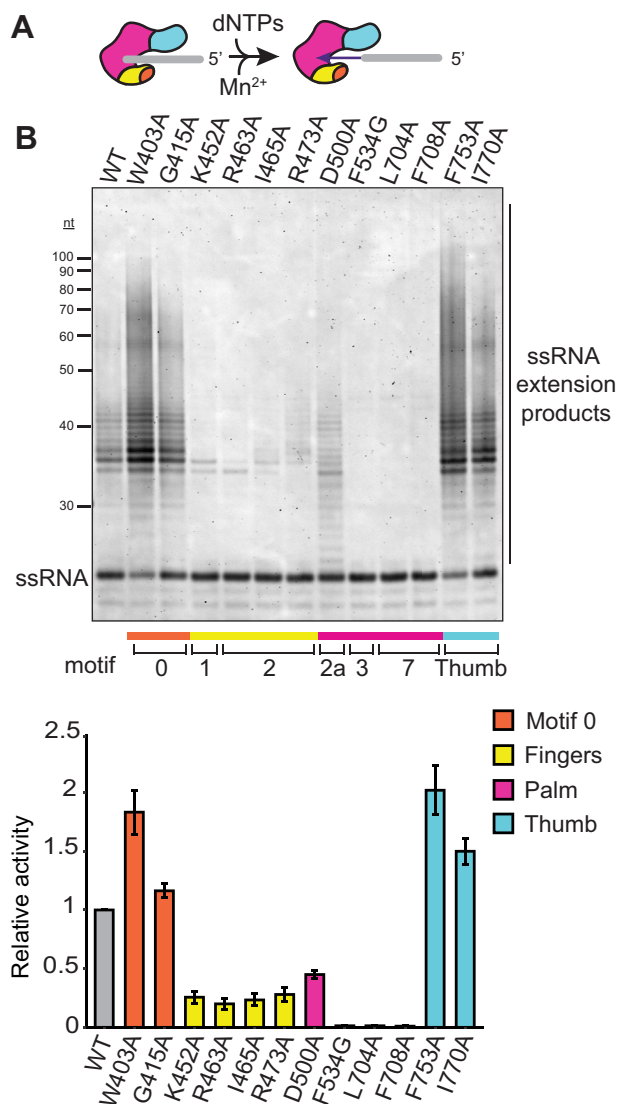 A
dNTPs
Mn2+
5’
5’
B
WT W403A G415A K452A R463A I465A R473A D500A F534G L704A F708A F753A I770A
nt
100
90
80
70
60
50
40
30
ssRNA
extension
products
ssRNA
motif 0 1 2 2a 3 7 Thumb
2.5
2
1.5
1
0.5
0
Relative activity
Motif 0
Fingers
Palm
Thumb
WT W403A G415A K452A R463A I465A R473A D500A F534G L704A F708A F753A I770A